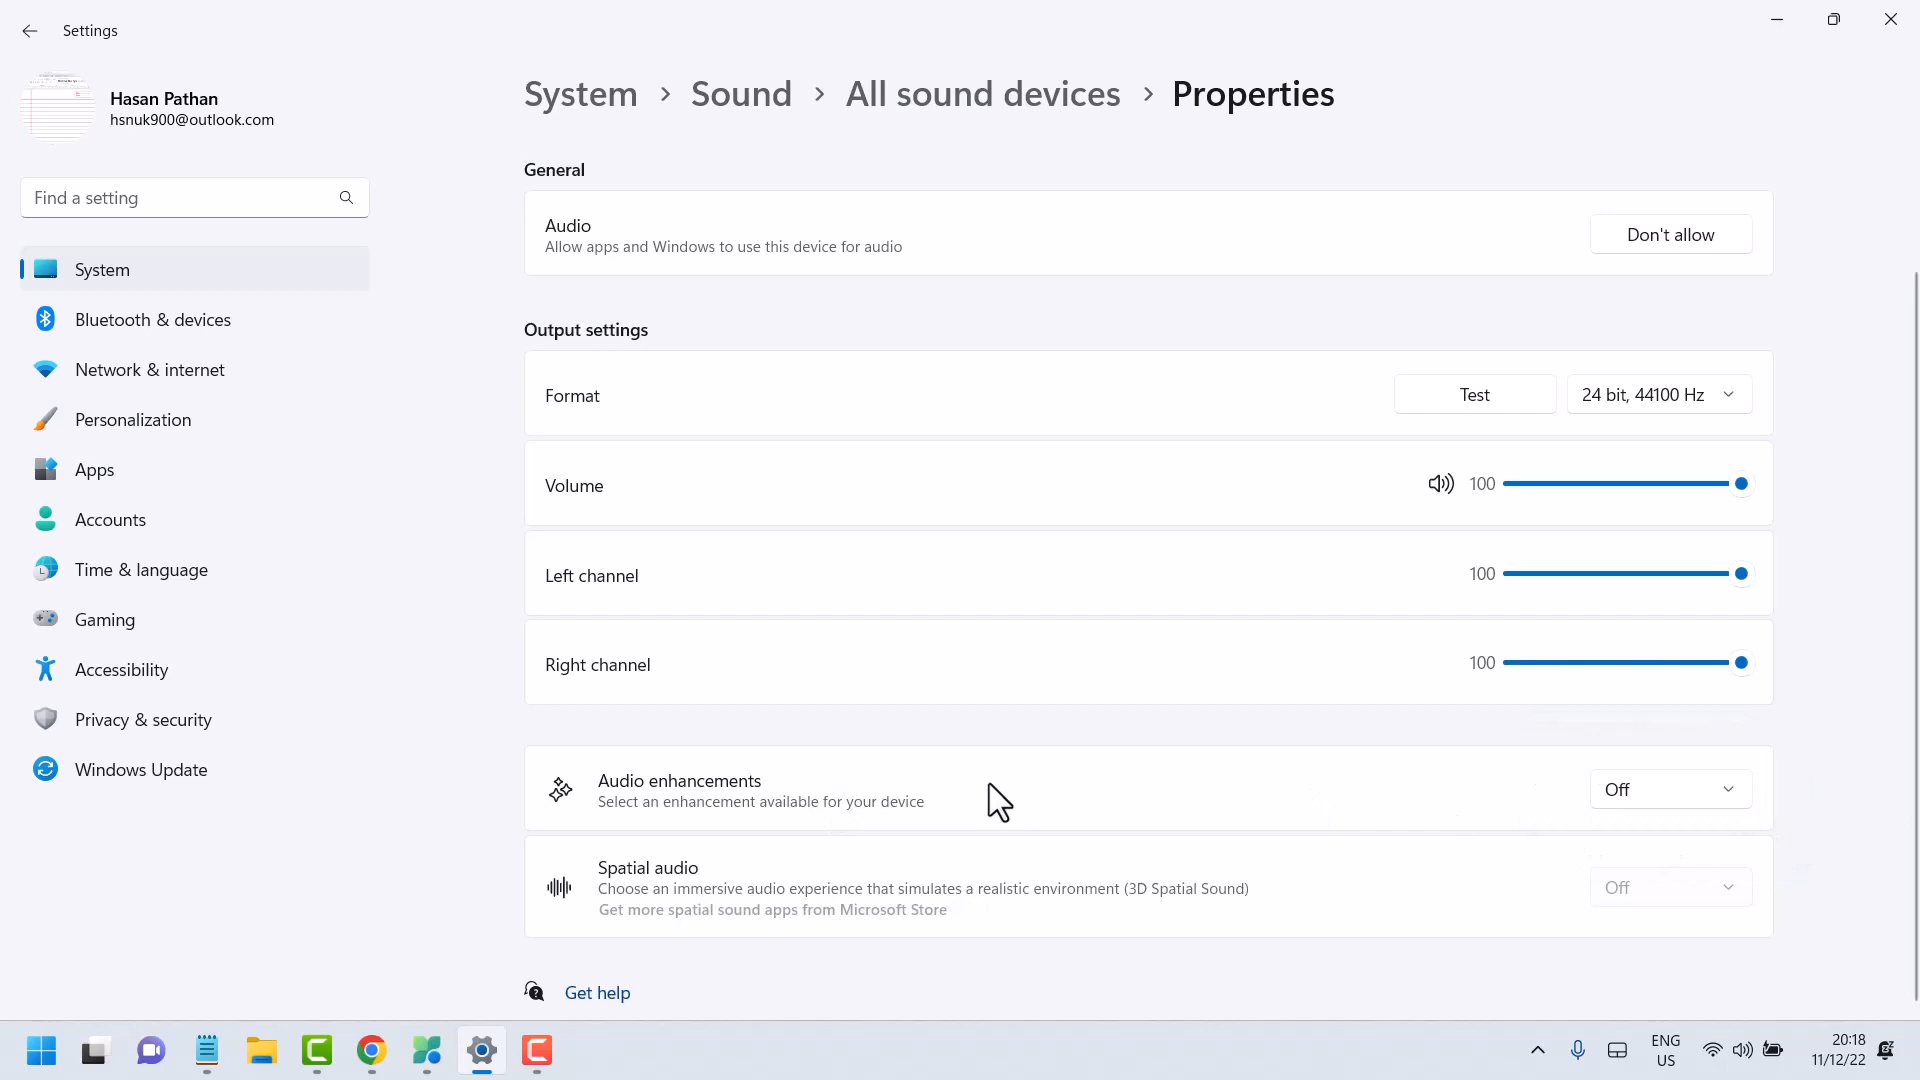 Settings
Hasan Pathan
hsnuk900@outlook.com
Find a setting
System
Bluetooth & devices
Network & internet
Personalization
Apps
Accounts
Time & language
Gaming
Accessibility
Privacy & security
Windows Update
System > Sound > All sound devices > Properties
General
Audio
Allow apps and Windows to use this device for audio
Don't allow
Output settings
Format
Test
24 bit, 44100 Hz
Volume
100
Left channel
100
Right channel
100
Audio enhancements
Select an enhancement available for your device
Off
Spatial audio
Choose an immersive audio experience that simulates a realistic environment (3D Spatial Sound)
Get more spatial sound apps from Microsoft Store
Off
Get help
ENG
US
20:18
11/12/22